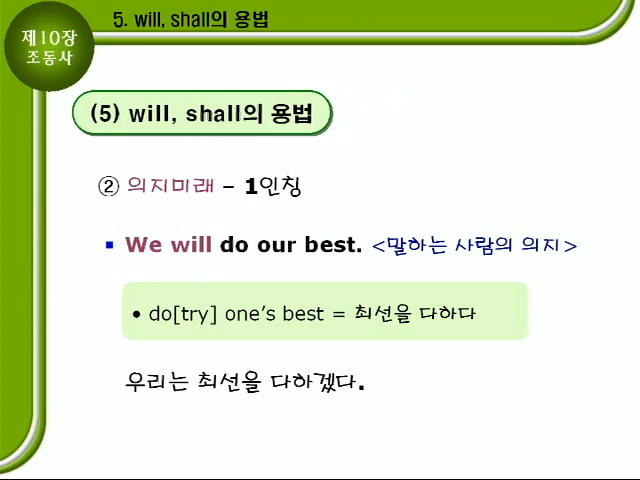 5. will, shall의 용법
제10장
조동사
(5) will, shall의 용법
② 의지미래 – 1인칭
▪ We will do our best. <말하는 사람의 의지>
• do[try] one’s best = 최선을 다하다
우리는 최선을 다하겠다.